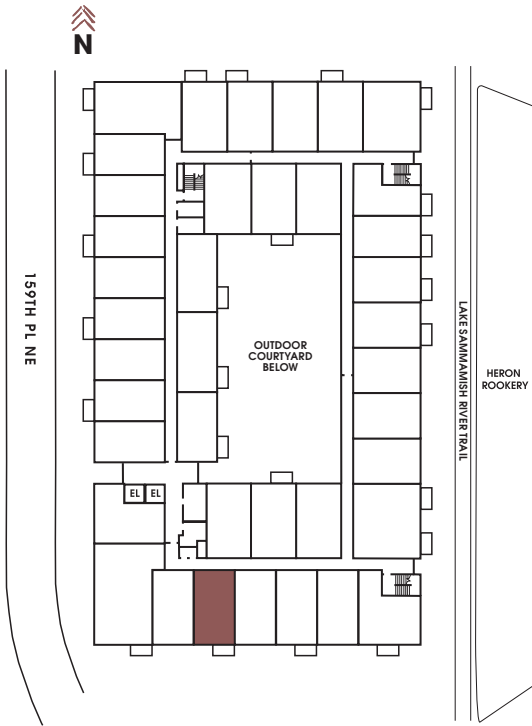 N
159TH PL NE
OUTDOOR
COURTYARD
BELOW
LAKE SAMMAMISH RIVER TRAIL
HERON
ROOKERY
EL EL